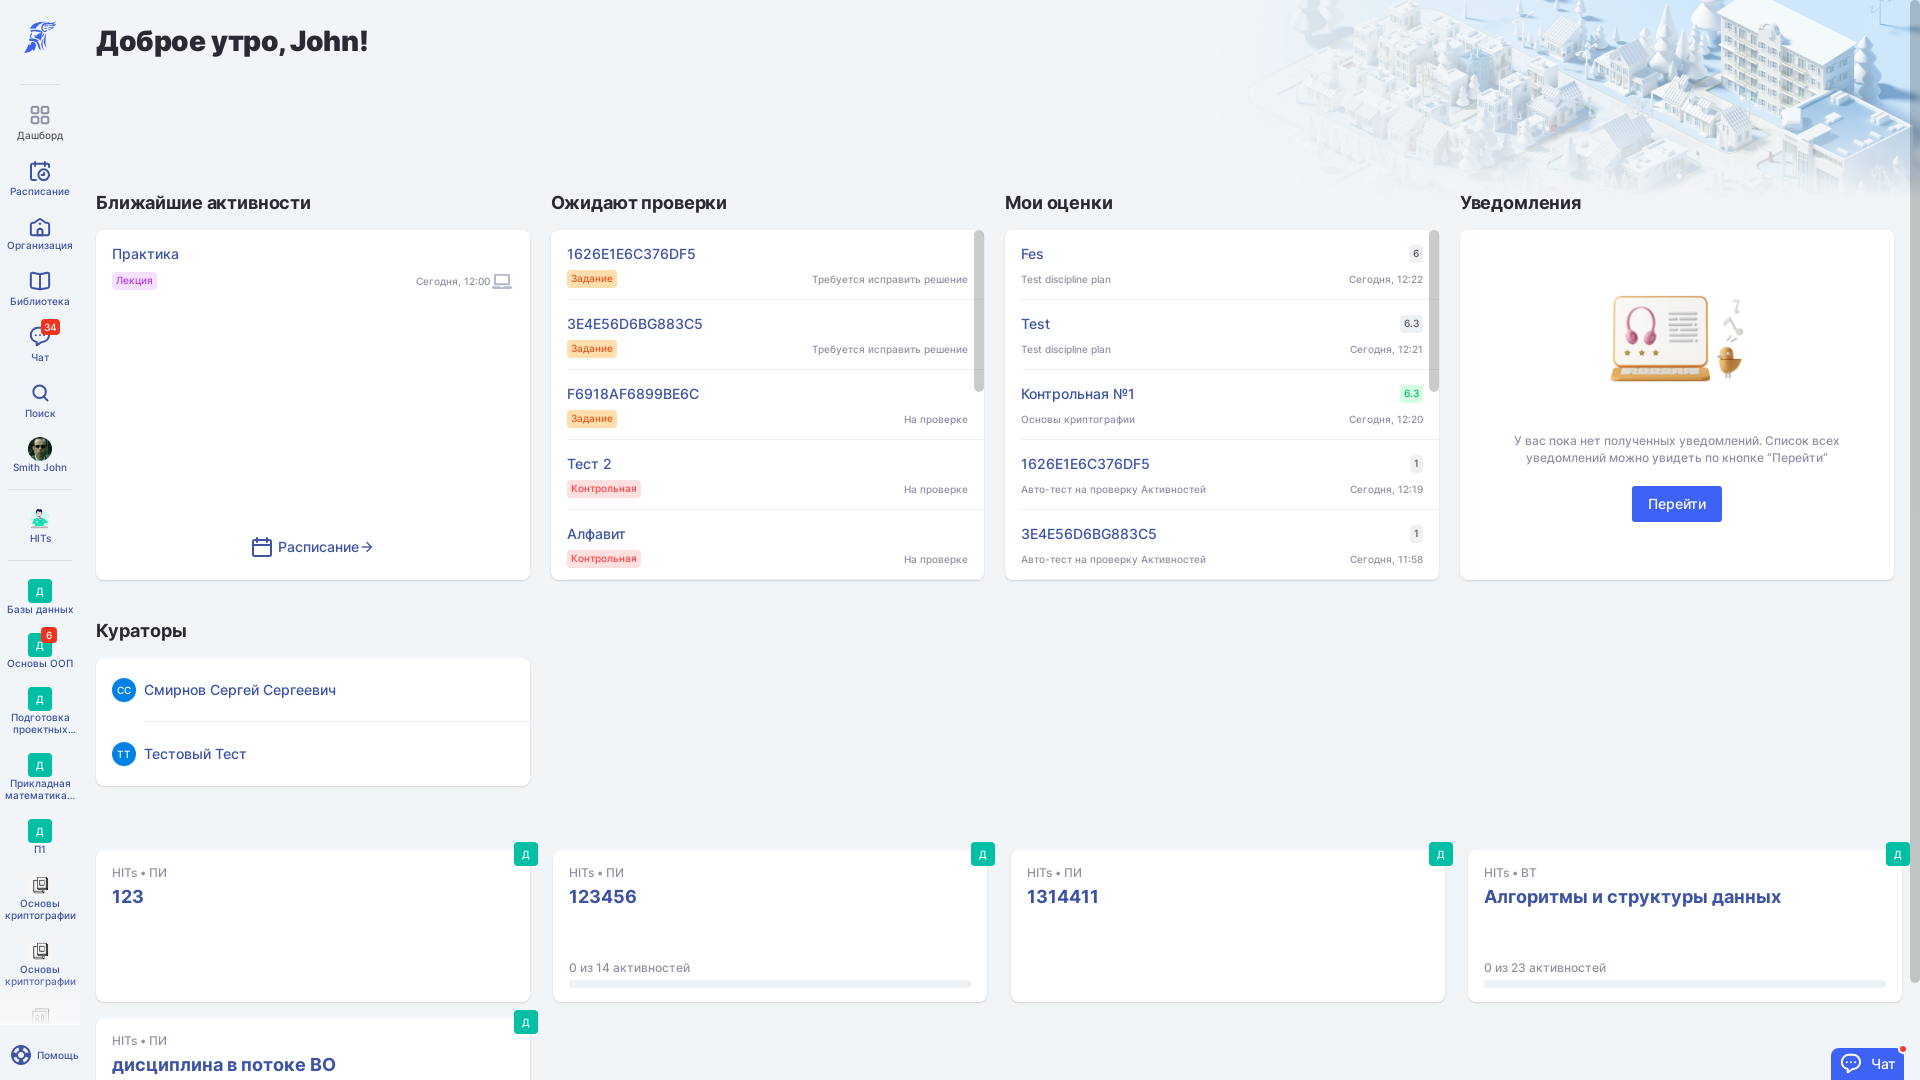 Доброе утро, John!
Дашборд
Расписание
Организация
Библиотека
34
Чат
Поиск
Smith John
HITs
Д
Базы данных
6
Д
Основы ООП
Д
Подготовка
проектных...
Д
Прикладная
математика...
Д
П1
Основы
криптографии
Основы
криптографии
Помощь
Ближайшие активности
Практика
Лекция
Сегодня, 12:00
Расписание
Ожидают проверки
1626E1E6C376DF5
Задание
Требуется исправить решение
3E4E56D6BG883C5
Задание
Требуется исправить решение
F6918AF6899BE6C
Задание
На проверке
Тест 2
Контрольная
На проверке
Алфавит
Контрольная
На проверке
Мои оценки
Fes
6
Test discipline plan
Сегодня, 12:22
Test
6.3
Test discipline plan
Сегодня, 12:21
Контрольная №1
6.3
Основы криптографии
Сегодня, 12:20
1626E1E6C376DF5
1
Авто-тест на проверку Активностей
Сегодня, 12:19
3E4E56D6BG883C5
1
Авто-тест на проверку Активностей
Сегодня, 11:58
Уведомления
У вас пока нет полученных уведомлений. Список всех
уведомлений можно увидеть по кнопке “Перейти”
Перейти
Кураторы
СС
Смирнов Сергей Сергеевич
ТТ
Тестовый Тест
Д
HITs • ПИ
123
Д
HITs • ПИ
123456
0 из 14 активностей
Д
HITs • ПИ
1314411
Д
HITs • ВТ
Алгоритмы и структуры данных
0 из 23 активностей
Д
HITs • ПИ
дисциплина в потоке ВО
Чат